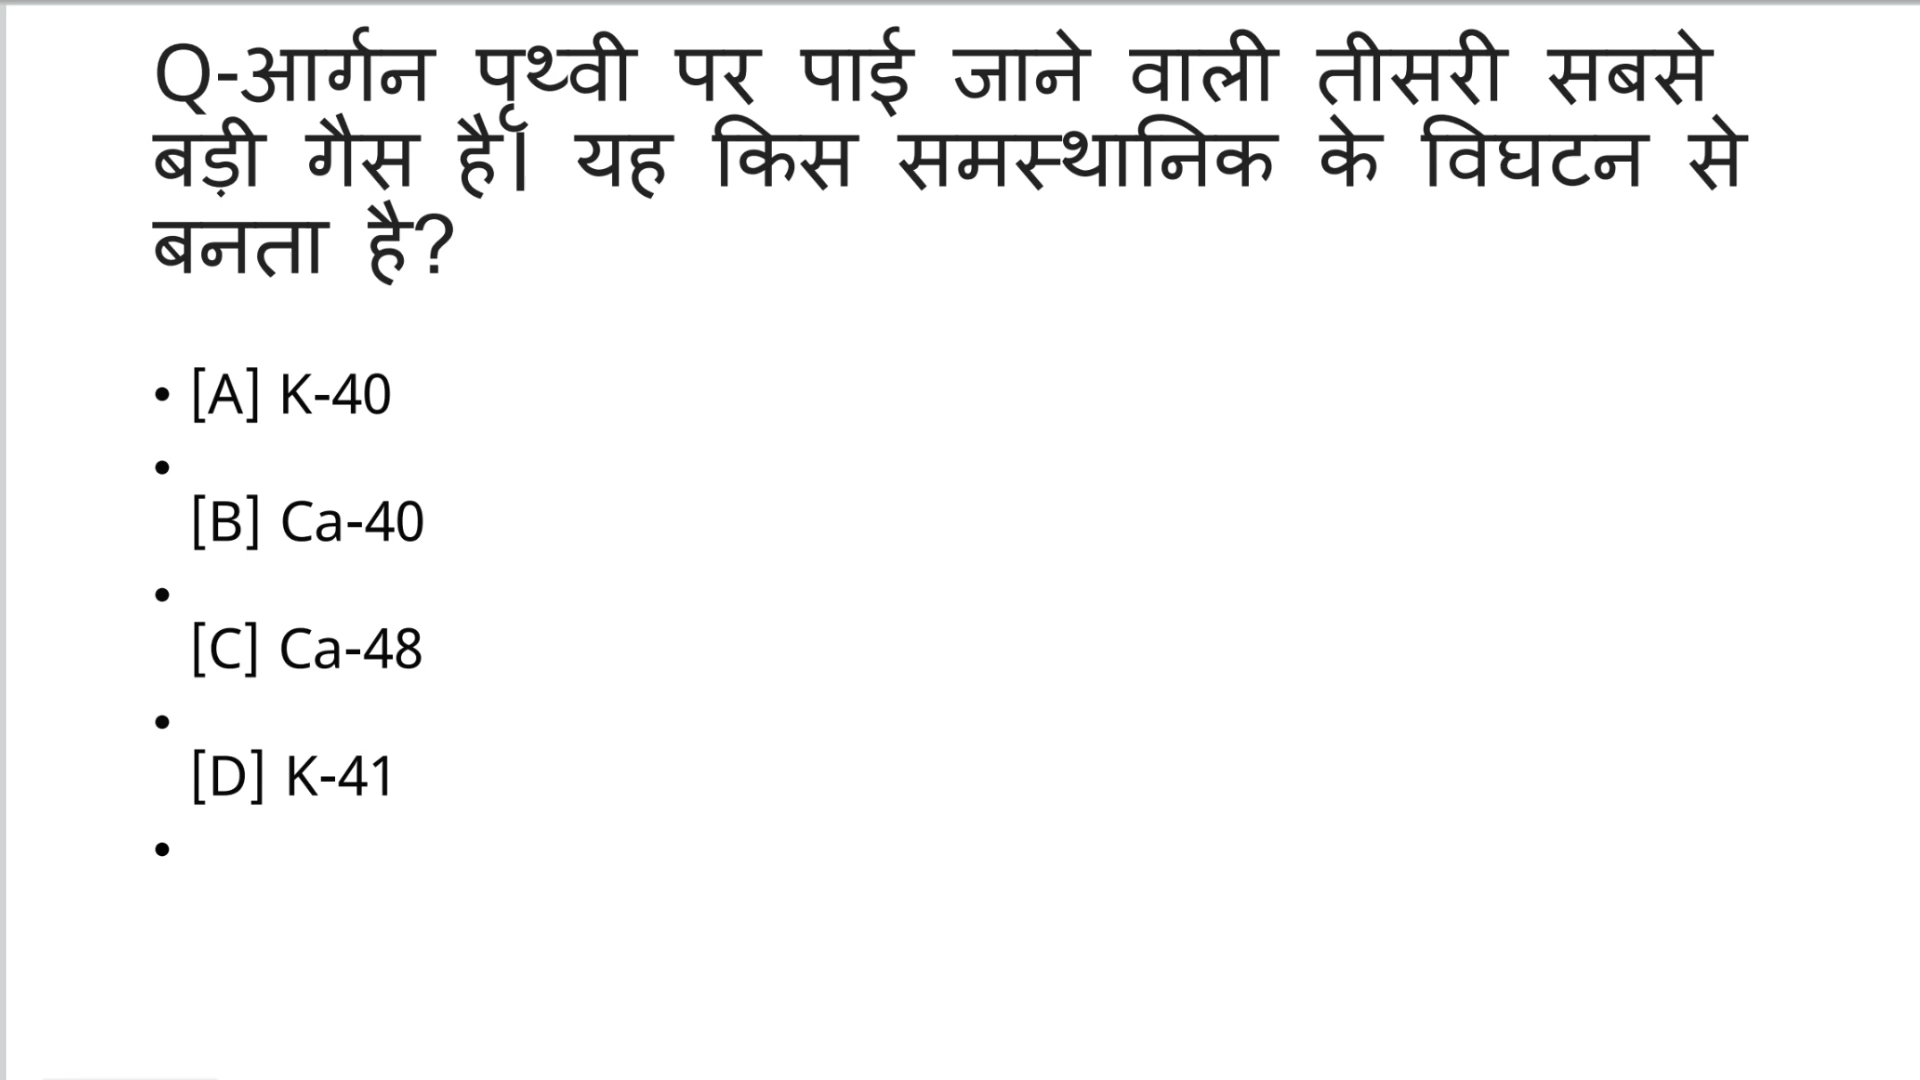 Q-आर्गन पृथ्वी पर पाई जाने वाली तीसरी सबसे
बड़ी गैस है। यह किस समस्थानिक के विघटन से
बनता है?
• [A] K-40
•
[B] Ca-40
•
[C] Ca-48
•
[D] K-41
•